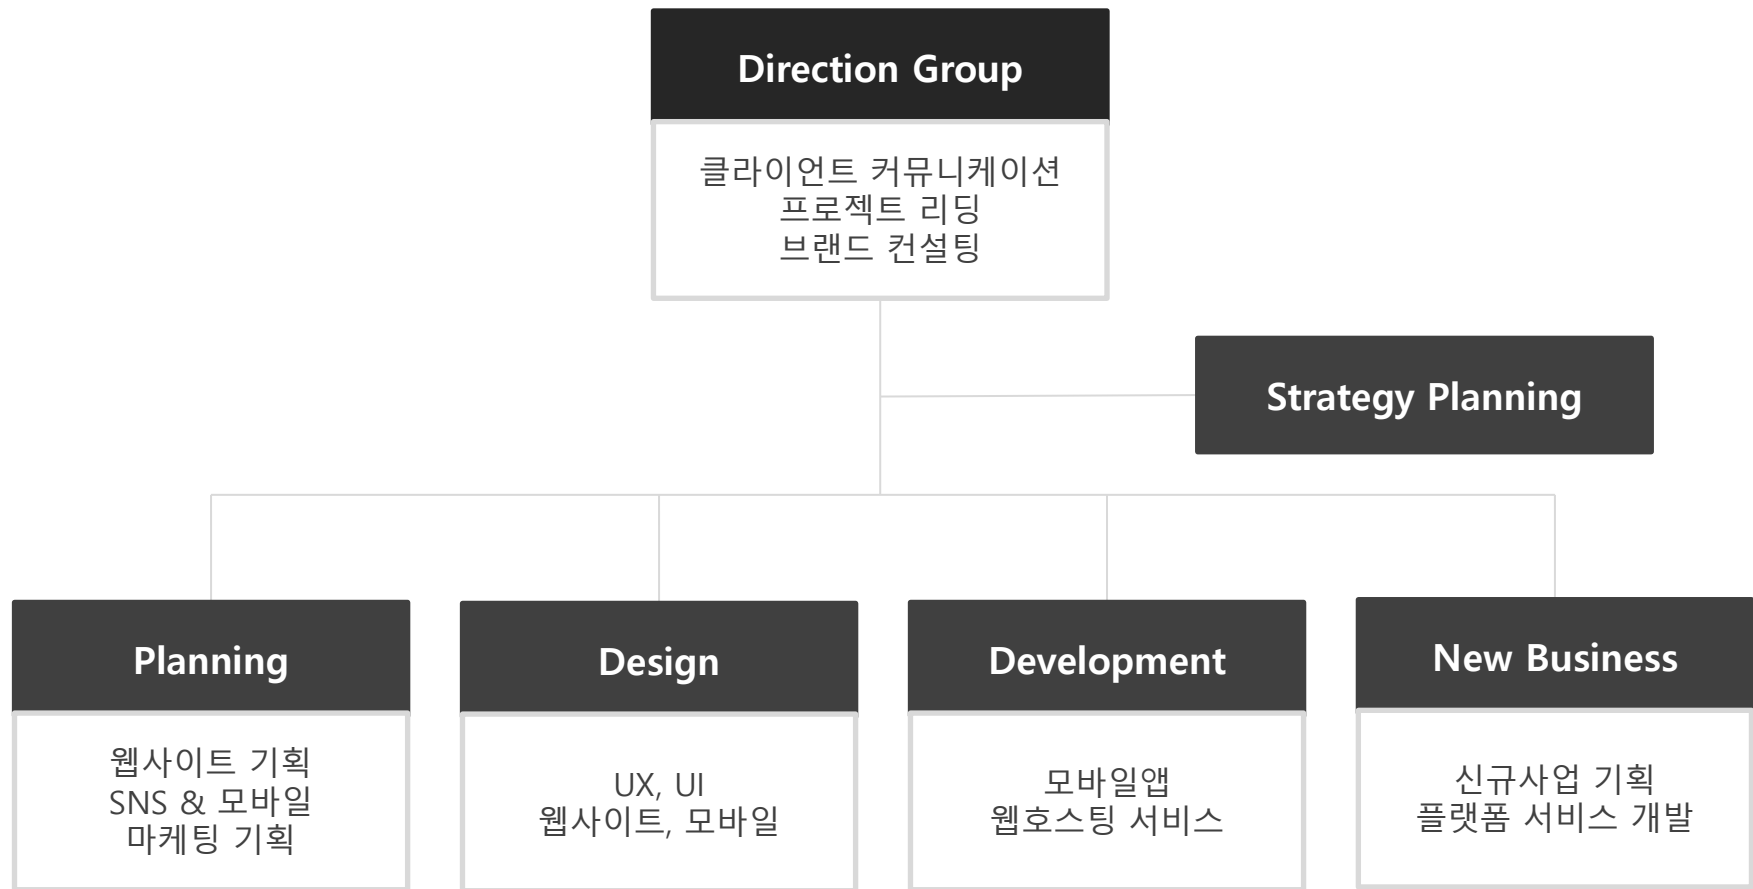 Direction Group
클라이언트 커뮤니케이션
프로젝트 리딩
브랜드 컨설팅
Strategy Planning
Planning
웹사이트 기획
SNS & 모바일
마케팅 기획
Design
UX, UI
웹사이트, 모바일
Development
모바일앱
웹호스팅 서비스
New Business
신규사업 기획
플랫폼 서비스 개발